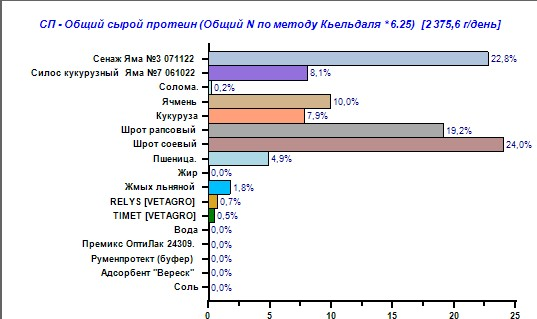 СП - Общий сырой протеин (Общий N по методу Кьельдаля *6.25) [2 375,6 г/день]
Сенаж Яма №3 071122 22,8%
Силос кукурузный Яма №7 061022 8,1%
Солома. 0,2%
Ячмень 10,0%
Кукуруза 7,9%
Шрот рапсовый 19,2%
Шрот соевый 24,0%
Пшеница. 4,9%
Жир 0,0%
Жмых льняной 1,8%
RELYS [VETAGRO] 0,7%
TIMET [VETAGRO] 0,5%
Вода 0,0%
Премикс ОптиЛак 24309. 0,0%
Руменпротект (буфер) 0,0%
Адсорбент "Вереск" 0,0%
Соль 0,0%
0 5 10 15 20 25